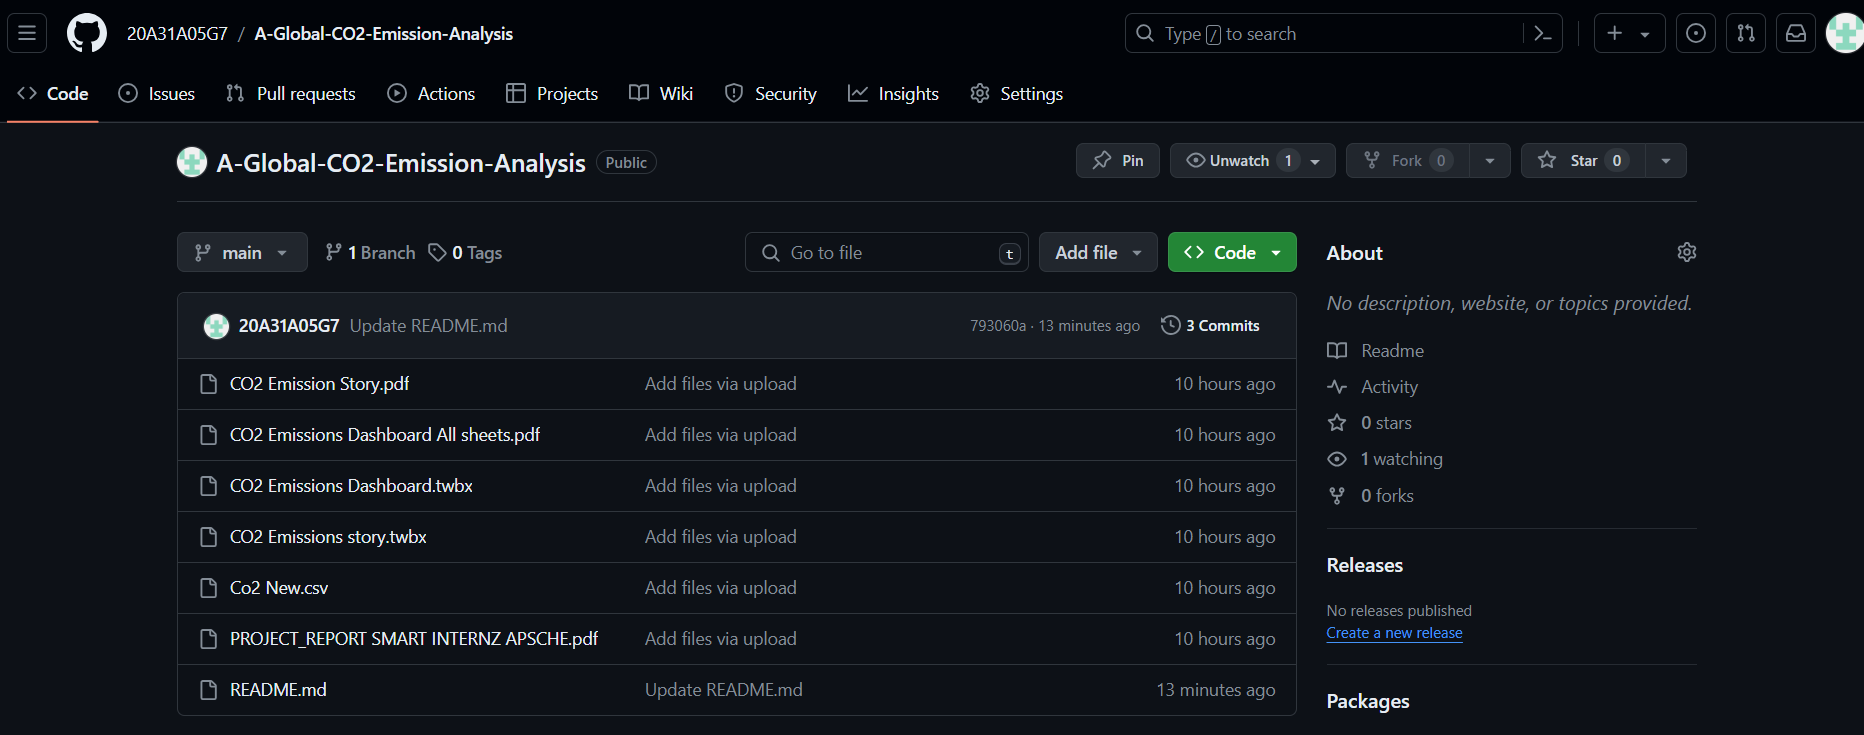 20A31A05G7 / A-Global-CO2-Emission-Analysis
Type / to search
Code Issues Pull requests Actions Projects Wiki Security Insights Settings
A-Global-CO2-Emission-Analysis Public
Pin Unwatch 1 Fork 0 Star 0
main 1 Branch 0 Tags Go to file t Add file Code
20A31A05G7 Update README.md 793060a · 13 minutes ago 3 Commits
CO2 Emission Story.pdf Add files via upload 10 hours ago
CO2 Emissions Dashboard All sheets.pdf Add files via upload 10 hours ago
CO2 Emissions Dashboard.twbx Add files via upload 10 hours ago
CO2 Emissions story.twbx Add files via upload 10 hours ago
Co2 New.csv Add files via upload 10 hours ago
PROJECT_REPORT SMART INTERNZ APSCHE.pdf Add files via upload 10 hours ago
README.md Update README.md 13 minutes ago
About
No description, website, or topics provided.
Readme
Activity
0 stars
1 watching
0 forks
Releases
No releases published
Create a new release
Packages